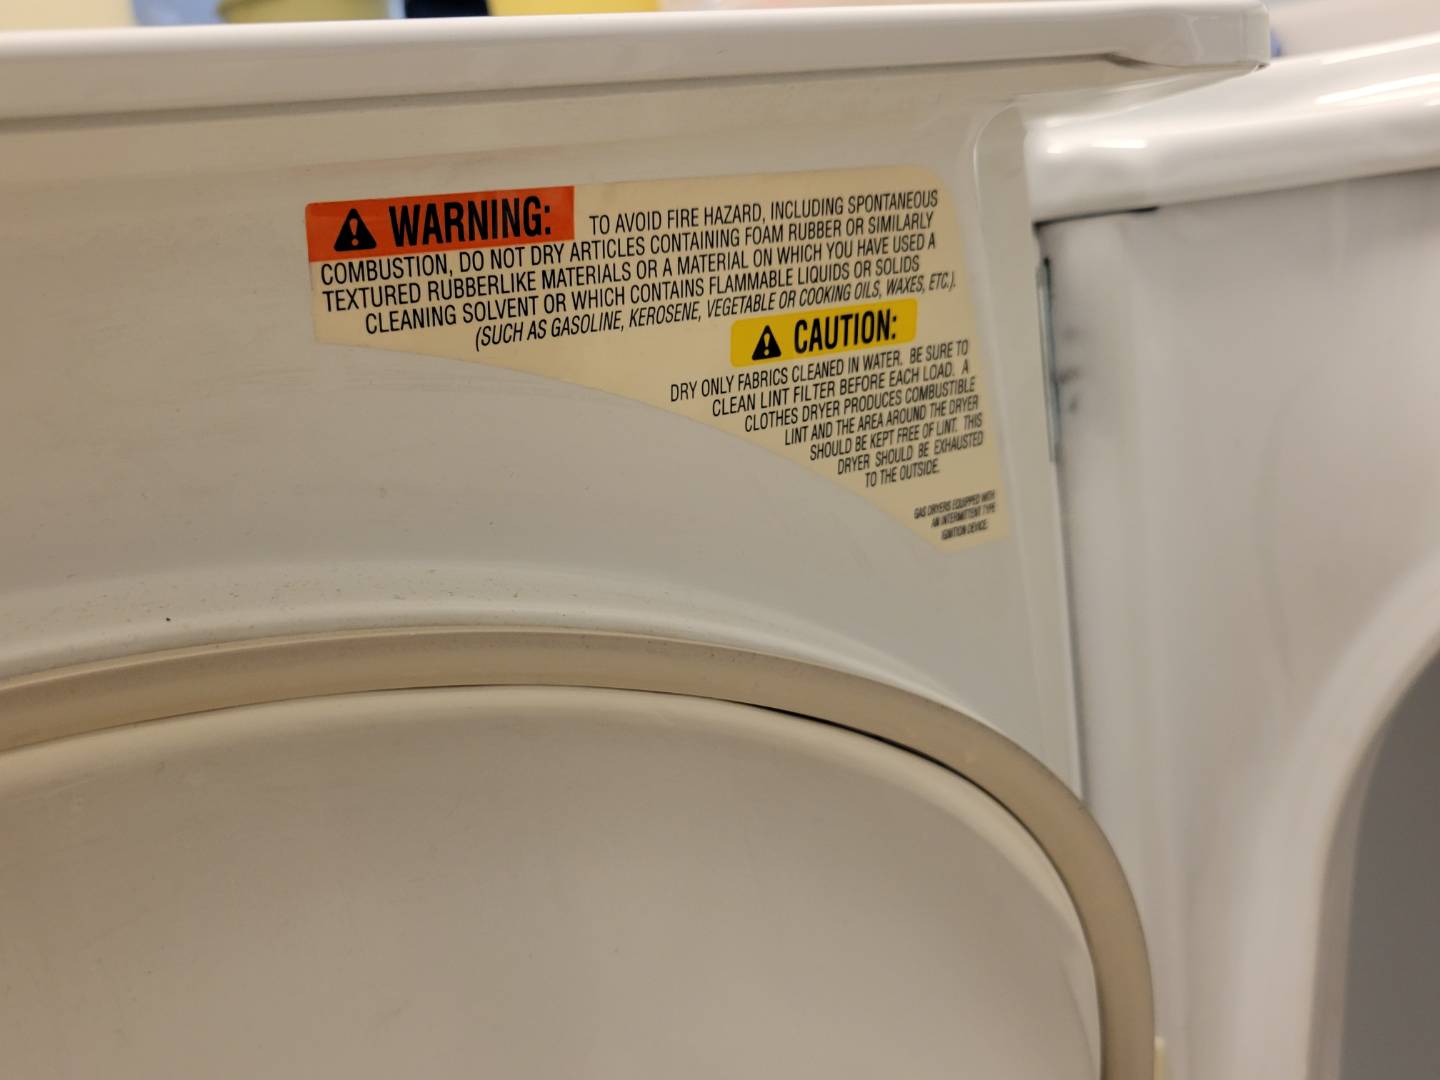 WARNING: TO AVOID FIRE HAZARD, INCLUDING SPONTANEOUS
COMBUSTION, DO NOT DRY ARTICLES CONTAINING FOAM RUBBER OR SIMILARLY
TEXTURED RUBBERLIKE MATERIALS OR A MATERIAL ON WHICH YOU HAVE USED A
CLEANING SOLVENT OR WHICH CONTAINS FLAMMABLE LIQUIDS OR SOLIDS
(SUCH AS GASOLINE, KEROSENE, VEGETABLE OR COOKING OILS, WAXES, ETC.).
CAUTION:
DRY ONLY FABRICS CLEANED IN WATER. BE SURE TO
CLEAN LINT FILTER BEFORE EACH LOAD. A
CLOTHES DRYER PRODUCES COMBUSTIBLE
LINT AND THE AREA AROUND THE DRYER
SHOULD BE KEPT FREE OF LINT. THIS
DRYER SHOULD BE EXHAUSTED
TO THE OUTSIDE.
GAS DRYERS EQUIPPED WITH
AN INTERMITTENT TYPE
IGNITION DEVICE.